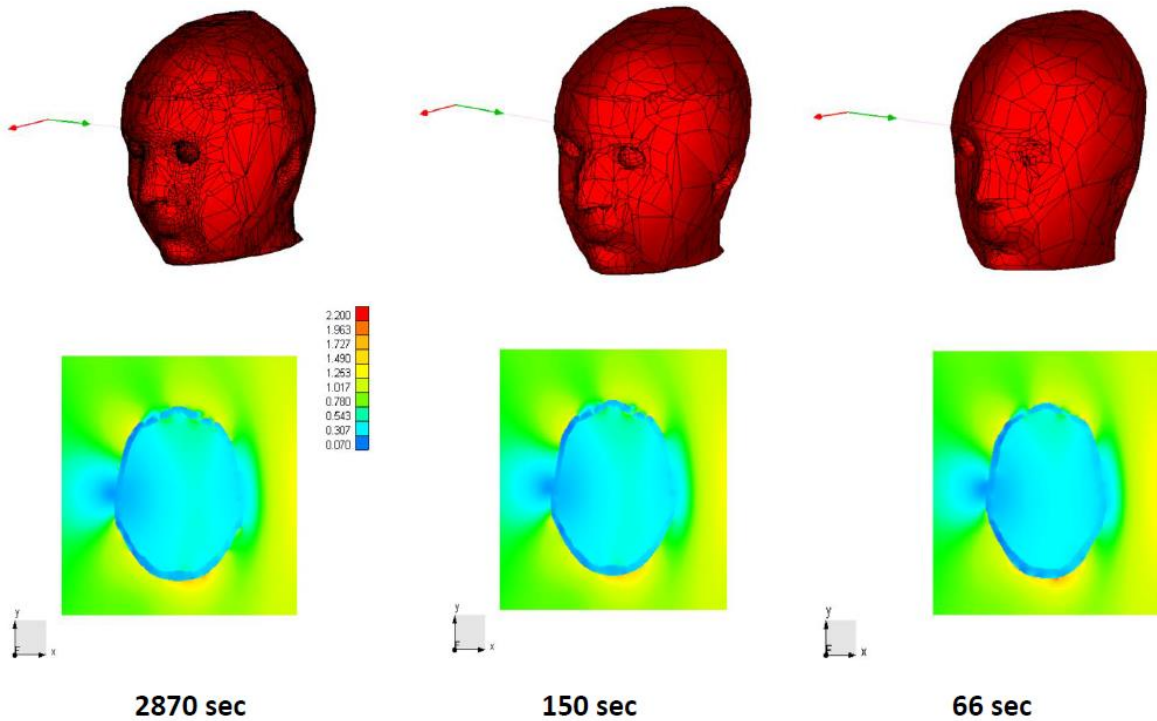 2.200
1.963
1.727
1.490
1.253
1.017
0.780
0.543
0.307
0.070
y
x
F
y
x
F
y
x
F
2870 sec
150 sec
66 sec